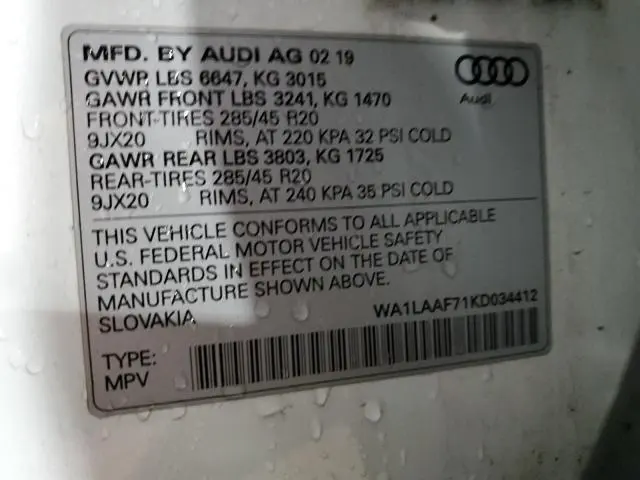 MFD. BY AUDI AG 02 19
GVWR LBS 6647, KG 3015
GAWR FRONT LBS 3241, KG 1470
FRONT-TIRES 285/45 R20
9JX20 RIMS, AT 220 KPA 32 PSI COLD
GAWR REAR LBS 3803, KG 1725
REAR-TIRES 285/45 R20
9JX20 RIMS, AT 240 KPA 35 PSI COLD
Audi
THIS VEHICLE CONFORMS TO ALL APPLICABLE
U.S. FEDERAL MOTOR VEHICLE SAFETY
STANDARDS IN EFFECT ON THE DATE OF
MANUFACTURE SHOWN ABOVE.
SLOVAKIA
WA1LAAF71KD034412
TYPE:
MPV